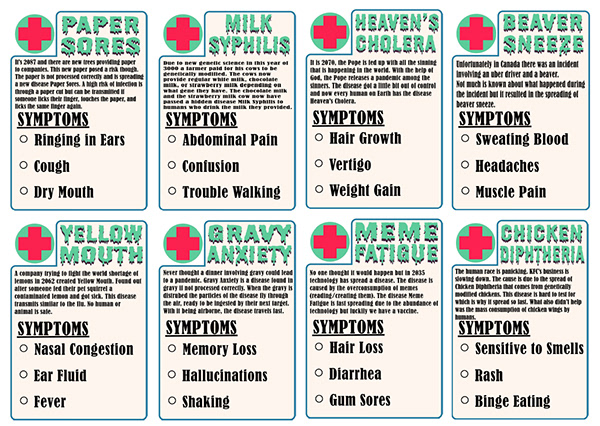 PAPER
SORES
It's 2087 and there are new trees providing paper
to companies. This new paper posed a risk though.
The paper is not processed correctly and is spreading
a new disease Paper Sores. A high risk of infection is
through a paper cut but can be transmitted if
someone licks their finger, touches the paper, and
licks the same finger again.
SYMPTOMS
Ringing in Ears
Cough
Dry Mouth
MILK
SYPHILIS
Due to new genetic science in this year of
3000 a farmer paid for his cows to be
genetically modified. The cows now
provide regular white milk, chocolate
milk, or strawberry milk depending on
what gene they have. The chocolate milk
and the strawberry milk cow now have
passed a hidden disease Milk Syphilis to
humans who drink the milk they provided.
SYMPTOMS
Abdominal Pain
Confusion
Trouble Walking
HEAVEN'S
CHOLERA
It is 2070, the Pope is fed up with all the sinning
that is happening in the world. With the help of
God, the Pope releases a pandemic among the
sinners. The disease got a little bit out of control
and now every human on Earth has the disease
Heaven's Cholera.
SYMPTOMS
Hair Growth
Vertigo
Weight Gain
BEAVER
SNEEZE
Unfortunately in Canada there was an incident
involving an uber driver and a beaver.
Not much is known about what happened during
the incident but it resulted in the spreading of
beaver sneeze.
SYMPTOMS
Sweating Blood
Headaches
Muscle Pain
YELLOW
MOUTH
A company trying to fight the world shortage of
lemons in 2062 created Yellow Mouth. Found out
after someone fed their pet squirrel a
contaminated lemon and got sick. This disease
transmits similar to the flu. No human or
animal is safe.
SYMPTOMS
Nasal Congestion
Ear Fluid
Fever
GRAVY
ANXIETY
Never thought a dinner involving gravy could lead
to a pandemic. Gravy Anxiety is a disease found in
gravy if not processed correctly. When the gravy is
distrubed the particles of the disease fly through
the air, ready to be ingested by their next target.
With it being airborne, the disease travels fast.
SYMPTOMS
Memory Loss
Hallucinations
Shaking
MEME
FATIGUE
No one thought it would happen but in 2035
technology has spread a disease. The disease is
caused by the overconsumption of memes
(reading/creating them). The disease Meme
Fatigue is fast spreading due to the abundance of
technology but luckily we have a vaccine.
SYMPTOMS
Hair Loss
Diarrhea
Gum Sores
CHICKEN
DIPHTHERIA
The human race is panicking, KFC's business is
slowing down. The cause is due to the spread of
Chicken Diphtheria that comes from genetically
modified chickens. This disease is hard to test for
which is why it spread so fast. What also didn't help
was the mass consumption of chicken wings by
humans.
SYMPTOMS
Sensitive to Smells
Rash
Binge Eating